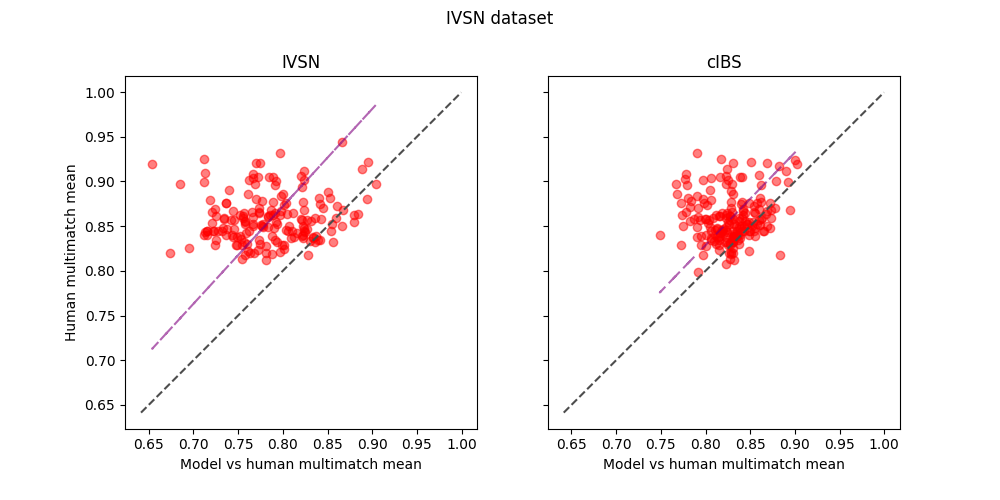 IVSN dataset
IVSN
cIBS
1.00
0.95
0.90
0.85
0.80
0.75
0.70
0.65
Human multimatch mean
0.65 0.70 0.75 0.80 0.85 0.90 0.95 1.00
0.65 0.70 0.75 0.80 0.85 0.90 0.95 1.00
Model vs human multimatch mean
Model vs human multimatch mean